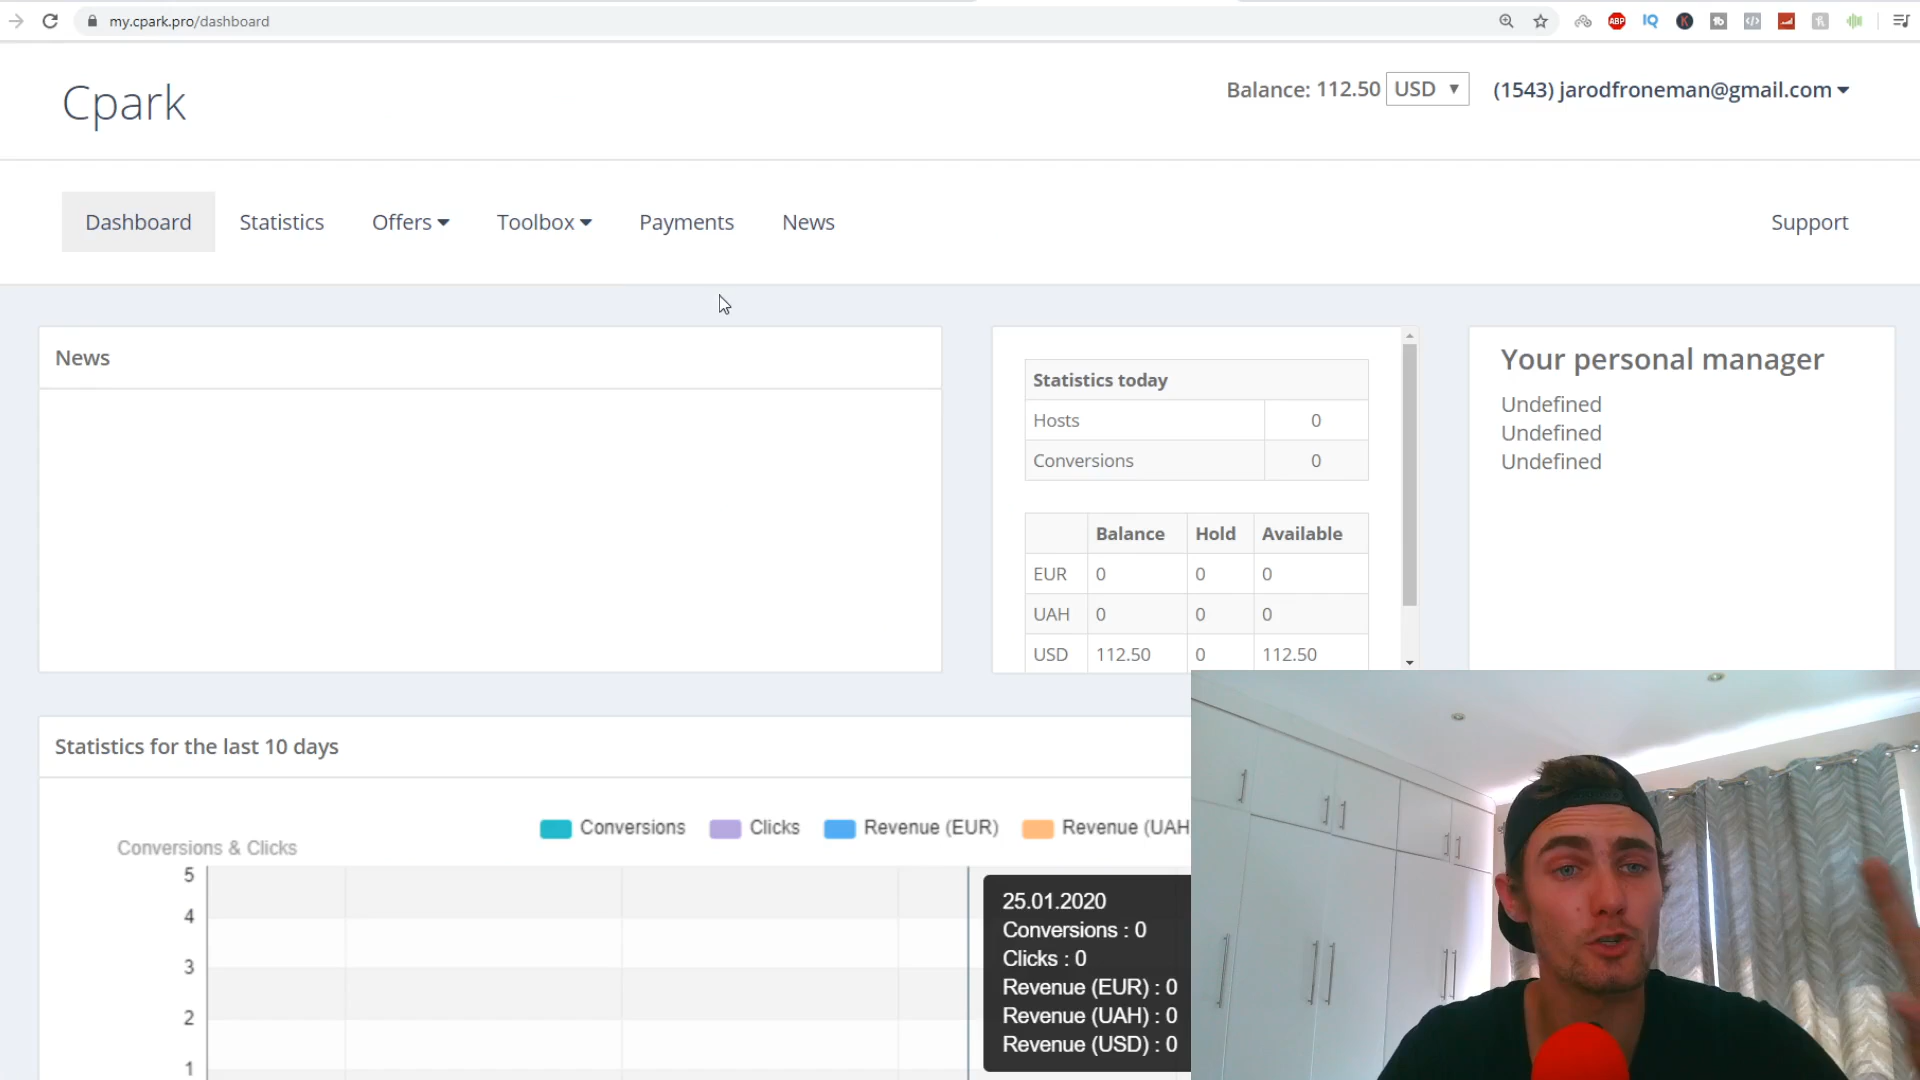 my.cpark.pro/dashboard
ABP
IQ
K
Cpark
Balance: 112.50 USD ▼
(1543) jarodfroneman@gmail.com
Dashboard
Statistics
Offers
Toolbox
Payments
News
Support
News
Statistics today
Hosts 0
Conversions 0
Balance Hold Available
EUR 0 0 0
UAH 0 0 0
USD 112.50 0 112.50
Your personal manager
Undefined
Undefined
Undefined
Statistics for the last 10 days
Conversions Clicks Revenue (EUR) Revenue (UAH
Conversions & Clicks
5
4
3
2
1
25.01.2020
Conversions : 0
Clicks : 0
Revenue (EUR) : 0
Revenue (UAH) : 0
Revenue (USD) : 0